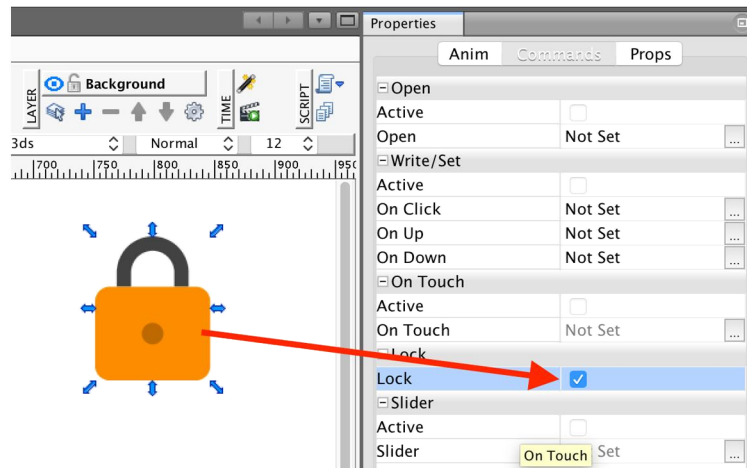 Properties
Anim Commands Props
LAYER
Background
TIME
SCRIPT
3ds Normal 12
700 750 800 850 900 950
Open
Active
Open Not Set ...
Write/Set
Active
On Click Not Set ...
On Up Not Set ...
On Down Not Set ...
On Touch
Active
On Touch Not Set ...
Lock
Lock
Slider
Active
Slider Set ...
On Touch